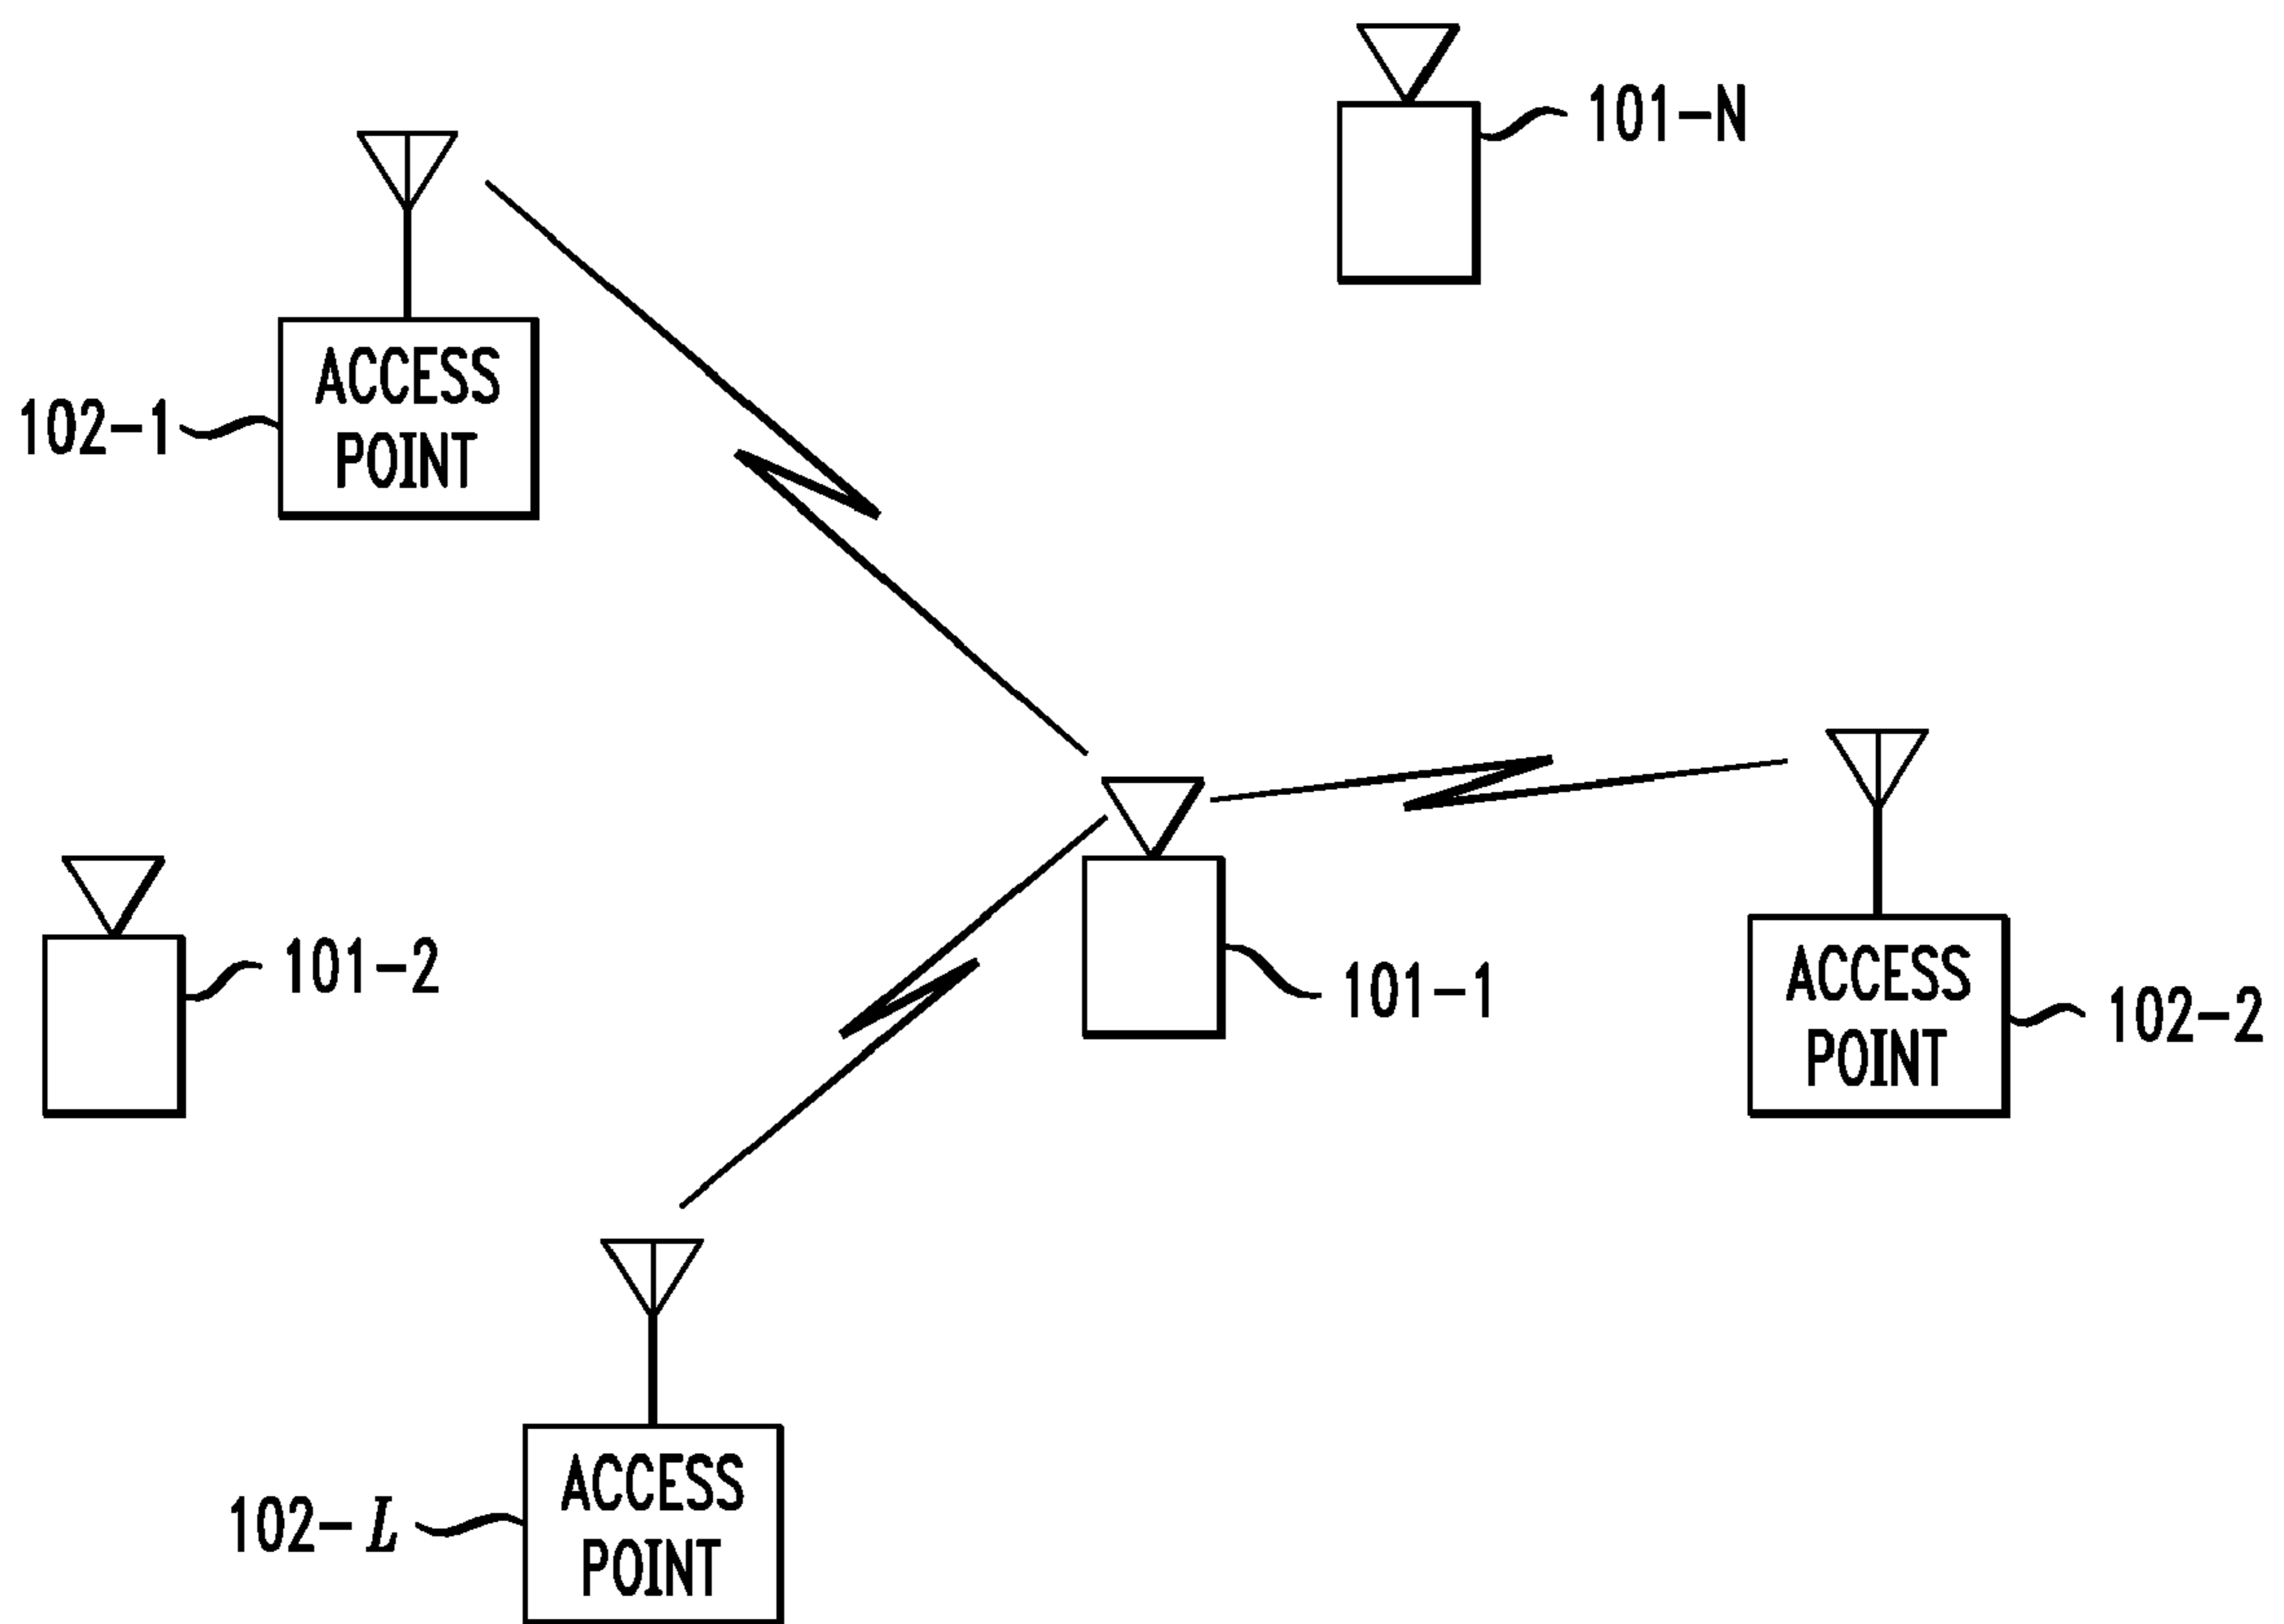 101-N
ACCESS
POINT
102-1
101-2
101-1
ACCESS
POINT
102-2
ACCESS
POINT
102-L